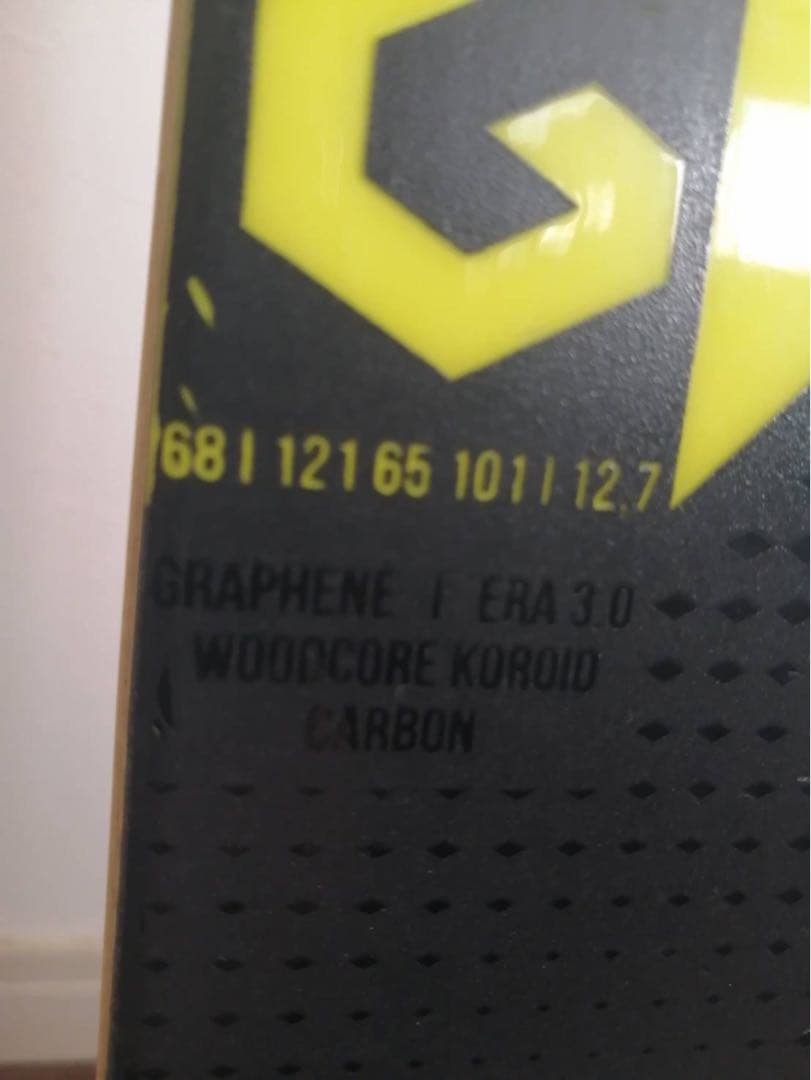 68 | 121 65 101 | 12,7
GRAPHENE | ERA 3.0
WOODCORE KOROID
CARBON